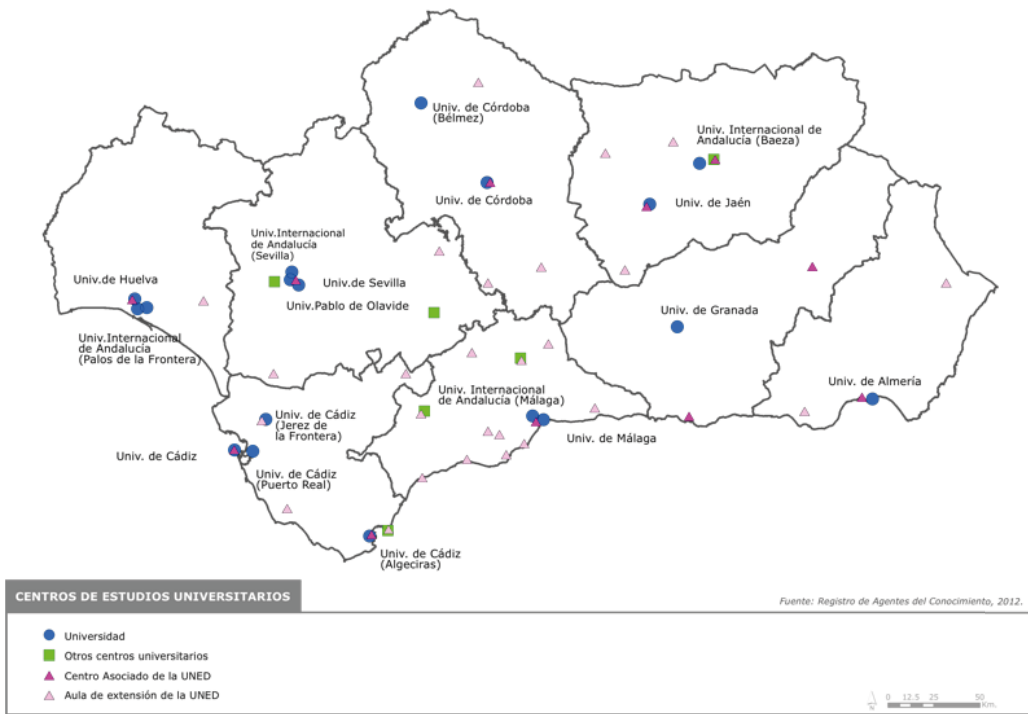 Univ. de Córdoba
(Bélmez)
Univ. Internacional de
Andalucía (Baeza)
Univ. de Córdoba
Univ. de Jaén
Univ.Internacional
de Andalucía
(Sevilla)
Univ.de Huelva
Univ.de Sevilla
Univ.Pablo de Olavide
Univ. de Granada
Univ.Internacional
de Andalucía
(Palos de la Frontera)
Univ. Internacional
de Andalucía (Málaga)
Univ. de Almería
Univ. de Cádiz
(Jerez de
la Frontera)
Univ. de Málaga
Univ. de Cádiz
Univ. de Cádiz
(Puerto Real)
Univ. de Cádiz
(Algeciras)
CENTROS DE ESTUDIOS UNIVERSITARIOS
Fuente: Registro de Agentes del Conocimiento, 2012.
Universidad
Otros centros universitarios
Centro Asociado de la UNED
Aula de extensión de la UNED
N
0 12.5 25 50
Km.